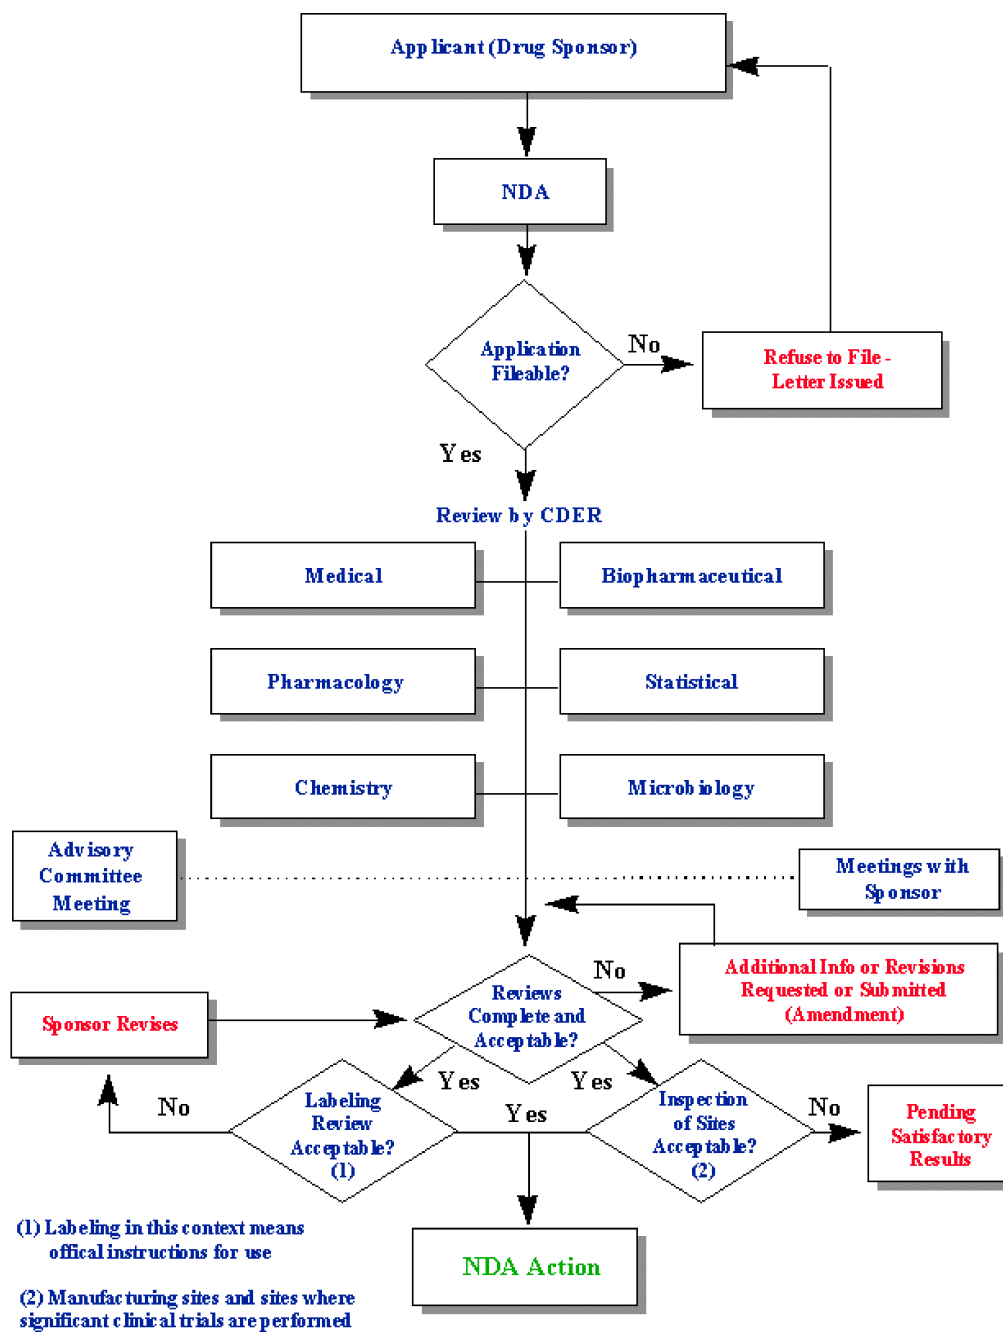 Applicant (Drug Sponsor)
NDA
Application
Fileable?
No
Refuse to File -
Letter Issued
Yes
Review by CDER
Medical
Biopharmaceutical
Pharmacology
Statistical
Chemistry
Microbiology
Advisory
Committee
Meeting
Meetings with
Sponsor
Reviews
Complete and
Acceptable?
No
Additional Info or Revisions
Requested or Submitted
(Amendment)
Sponsor Revises
Yes
Yes
No
Labeling
Review
Acceptable?
(1)
Yes
Inspection
of Sites
Acceptable?
(2)
No
Pending
Satisfactory
Results
NDA Action
(1) Labeling in this context means
offical instructions for use
(2) Manufacturing sites and sites where
significant clinical trials are performed